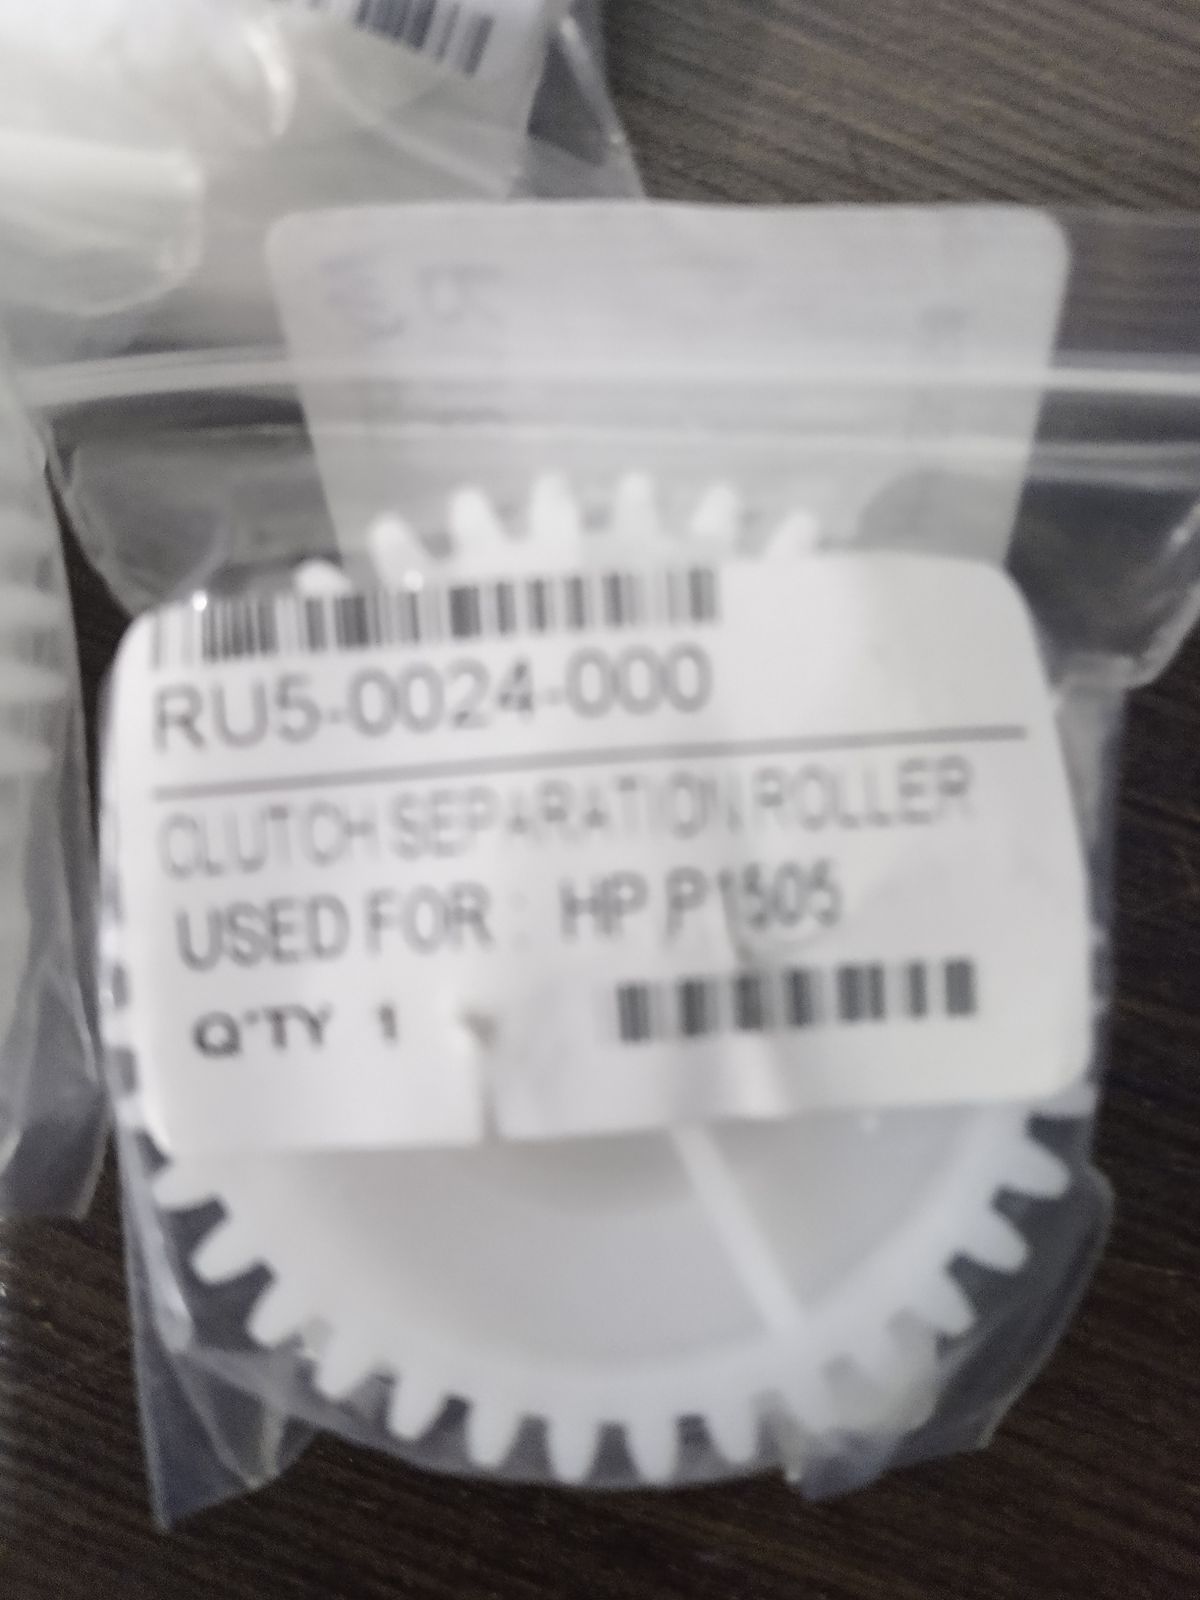 RU5-0024-000
CLUTCH SEPARATION ROLLER
USED FOR : HP P1505
Q'TY 1